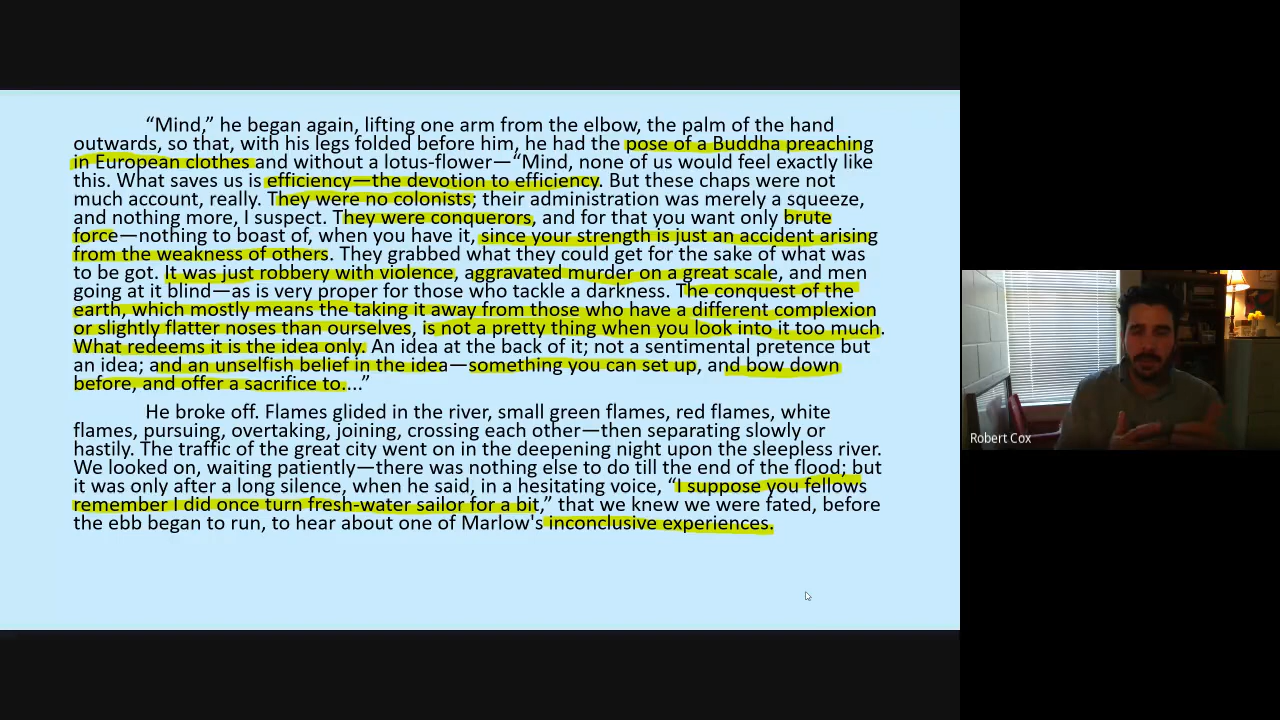 “Mind,” he began again, lifting one arm from the elbow, the palm of the hand
outwards, so that, with his legs folded before him, he had the pose of a Buddha preaching
in European clothes and without a lotus-flower—“Mind, none of us would feel exactly like
this. What saves us is efficiency—the devotion to efficiency. But these chaps were not
much account, really. They were no colonists; their administration was merely a squeeze,
and nothing more, I suspect. They were conquerors, and for that you want only brute
force—nothing to boast of, when you have it, since your strength is just an accident arising
from the weakness of others. They grabbed what they could get for the sake of what was
to be got. It was just robbery with violence, aggravated murder on a great scale, and men
going at it blind—as is very proper for those who tackle a darkness. The conquest of the
earth, which mostly means the taking it away from those who have a different complexion
or slightly flatter noses than ourselves, is not a pretty thing when you look into it too much.
What redeems it is the idea only. An idea at the back of it; not a sentimental pretence but
an idea; and an unselfish belief in the idea—something you can set up, and bow down
before, and offer a sacrifice to....”
He broke off. Flames glided in the river, small green flames, red flames, white
flames, pursuing, overtaking, joining, crossing each other—then separating slowly or
hastily. The traffic of the great city went on in the deepening night upon the sleepless river.
We looked on, waiting patiently—there was nothing else to do till the end of the flood; but
it was only after a long silence, when he said, in a hesitating voice, “I suppose you fellows
remember I did once turn fresh-water sailor for a bit,” that we knew we were fated, before
the ebb began to run, to hear about one of Marlow's inconclusive experiences.
Robert Cox